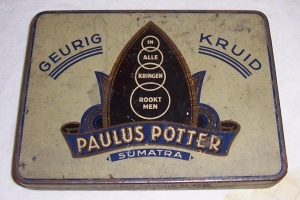 GEURIG KRUID
IN
ALLE
KRINGEN
ROOKT
MEN
PAULUS POTTER
SUMATRA